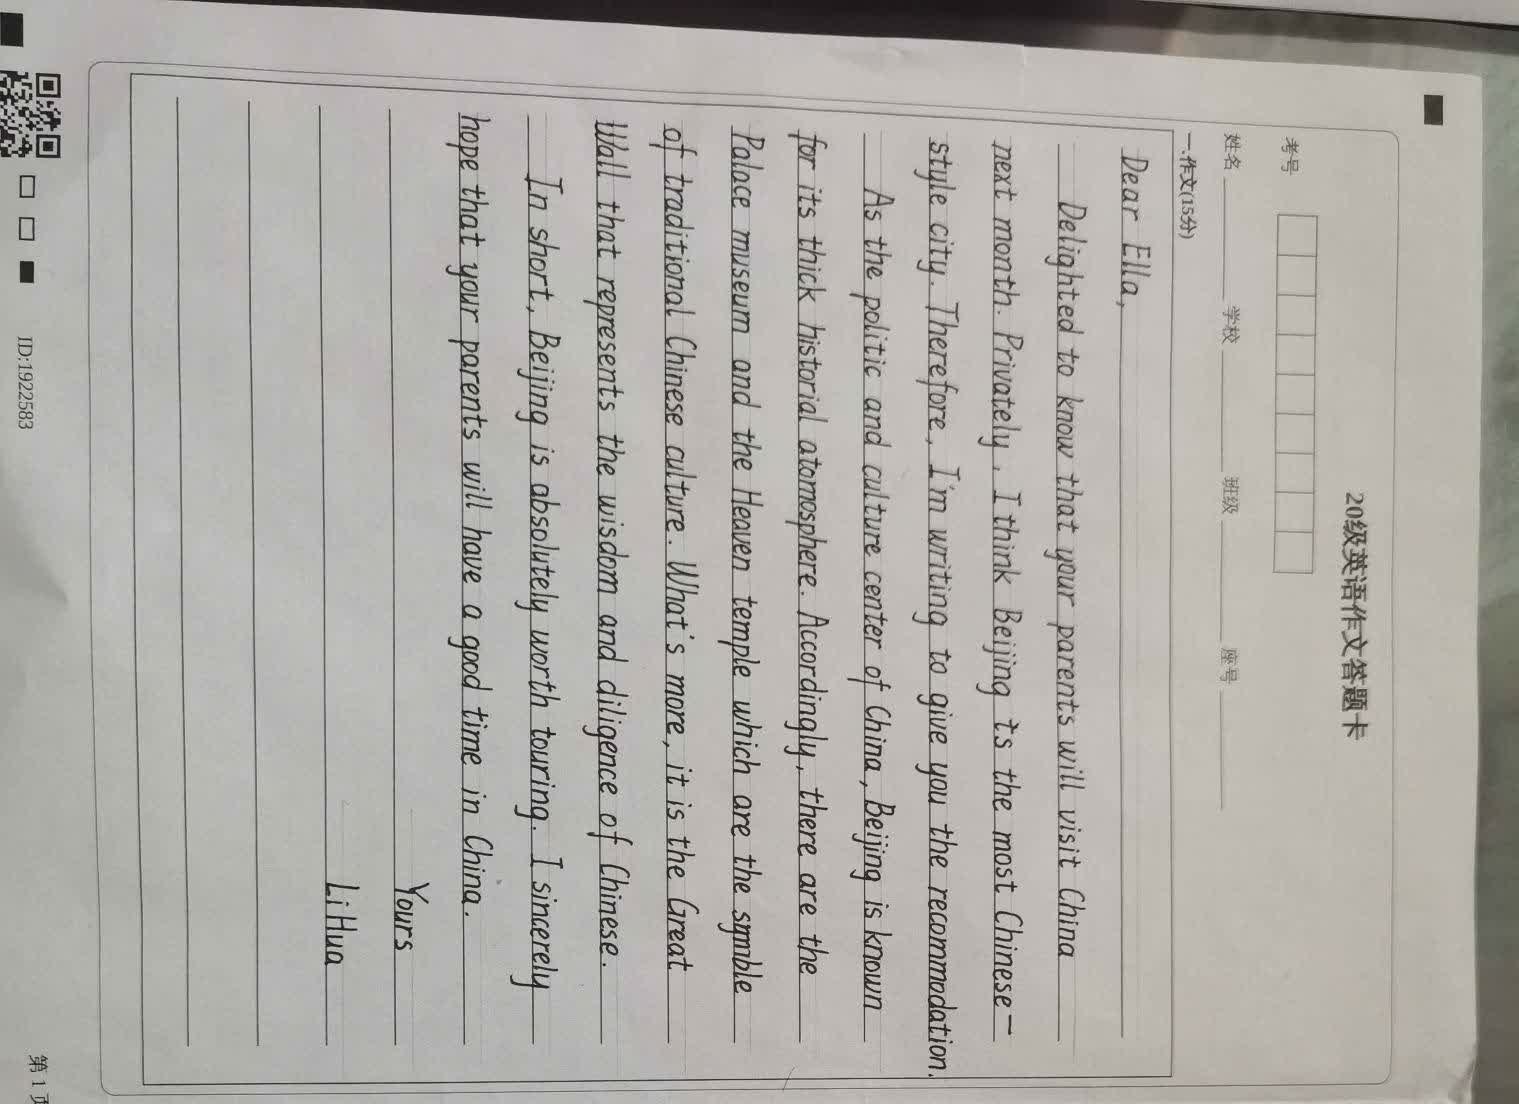 20级英语作文答题卡
考号
姓名 学校 班级 座号
一.作文(15分)
Dear Ella,
Delighted to know that your parents will visit China
next month. Privately, I think Beijing ts the most Chinese-
style city. Therefore, I'm writing to give you the recommodation.
As the politic and culture center of China, Beijing is known
for its thick historial atomosphere. Accordingly, there are the
Palace museum and the Heaven temple which are the symble
of traditional Chinese culture. What's more, it is the Great
Wall that represents the wisdom and diligence of Chinese.
In short, Beijing is absolutely worth touring. I sincerely
hope that your parents will have a good time in China.
Yours
Li Hua
ID:1922583
第1页